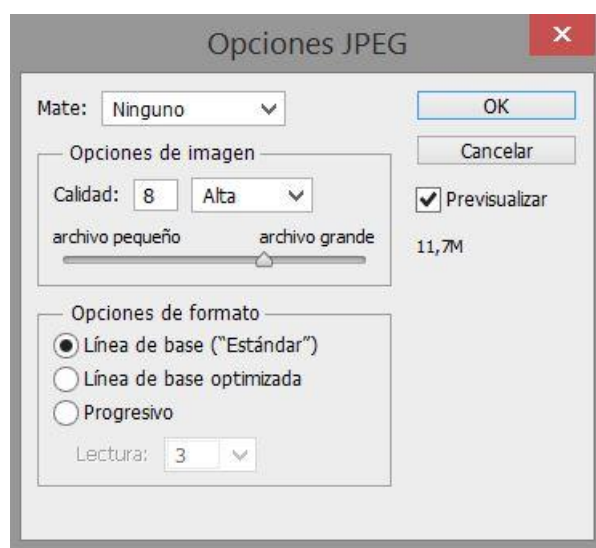 Opciones JPEG
Mate: Ninguno
OK
Cancelar
Previsualizar
11,7M
Opciones de imagen
Calidad: 8 Alta
archivo pequeño archivo grande
Opciones de formato
Línea de base (“Estándar”)
Línea de base optimizada
Progresivo
Lectura: 3